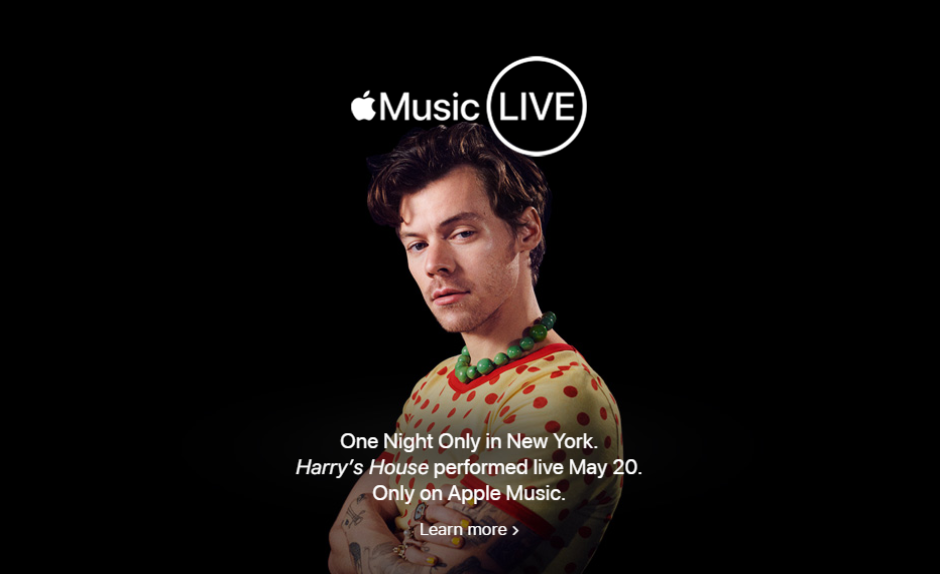 Music LIVE
One Night Only in New York.
Harry’s House performed live May 20.
Only on Apple Music.
Learn more >